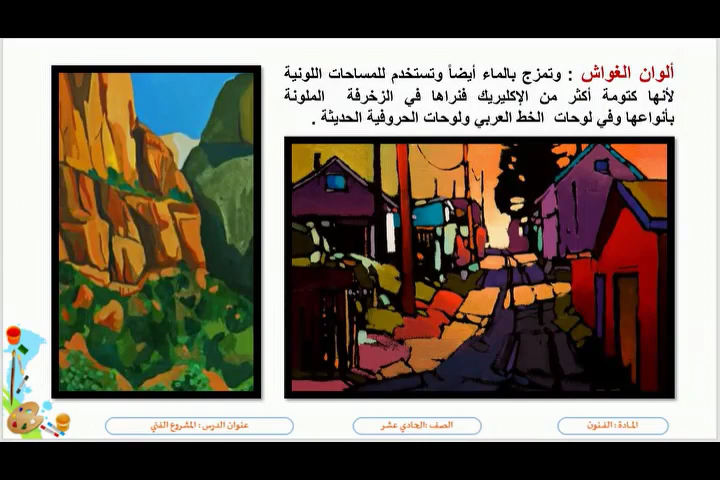 ألوان الغواش : وتمزج بالماء أيضاً وتستخدم للمساحات اللونية
لأنها كتومة أكثر من الإكليريك فنراها في الزخرفة الملونة
بأنواعها وفي لوحات الخط العربي ولوحات الحروفية الحديثة .
المادة : الفنون
الصف :الحادي عشر
عنوان الدرس : المشروع الفني